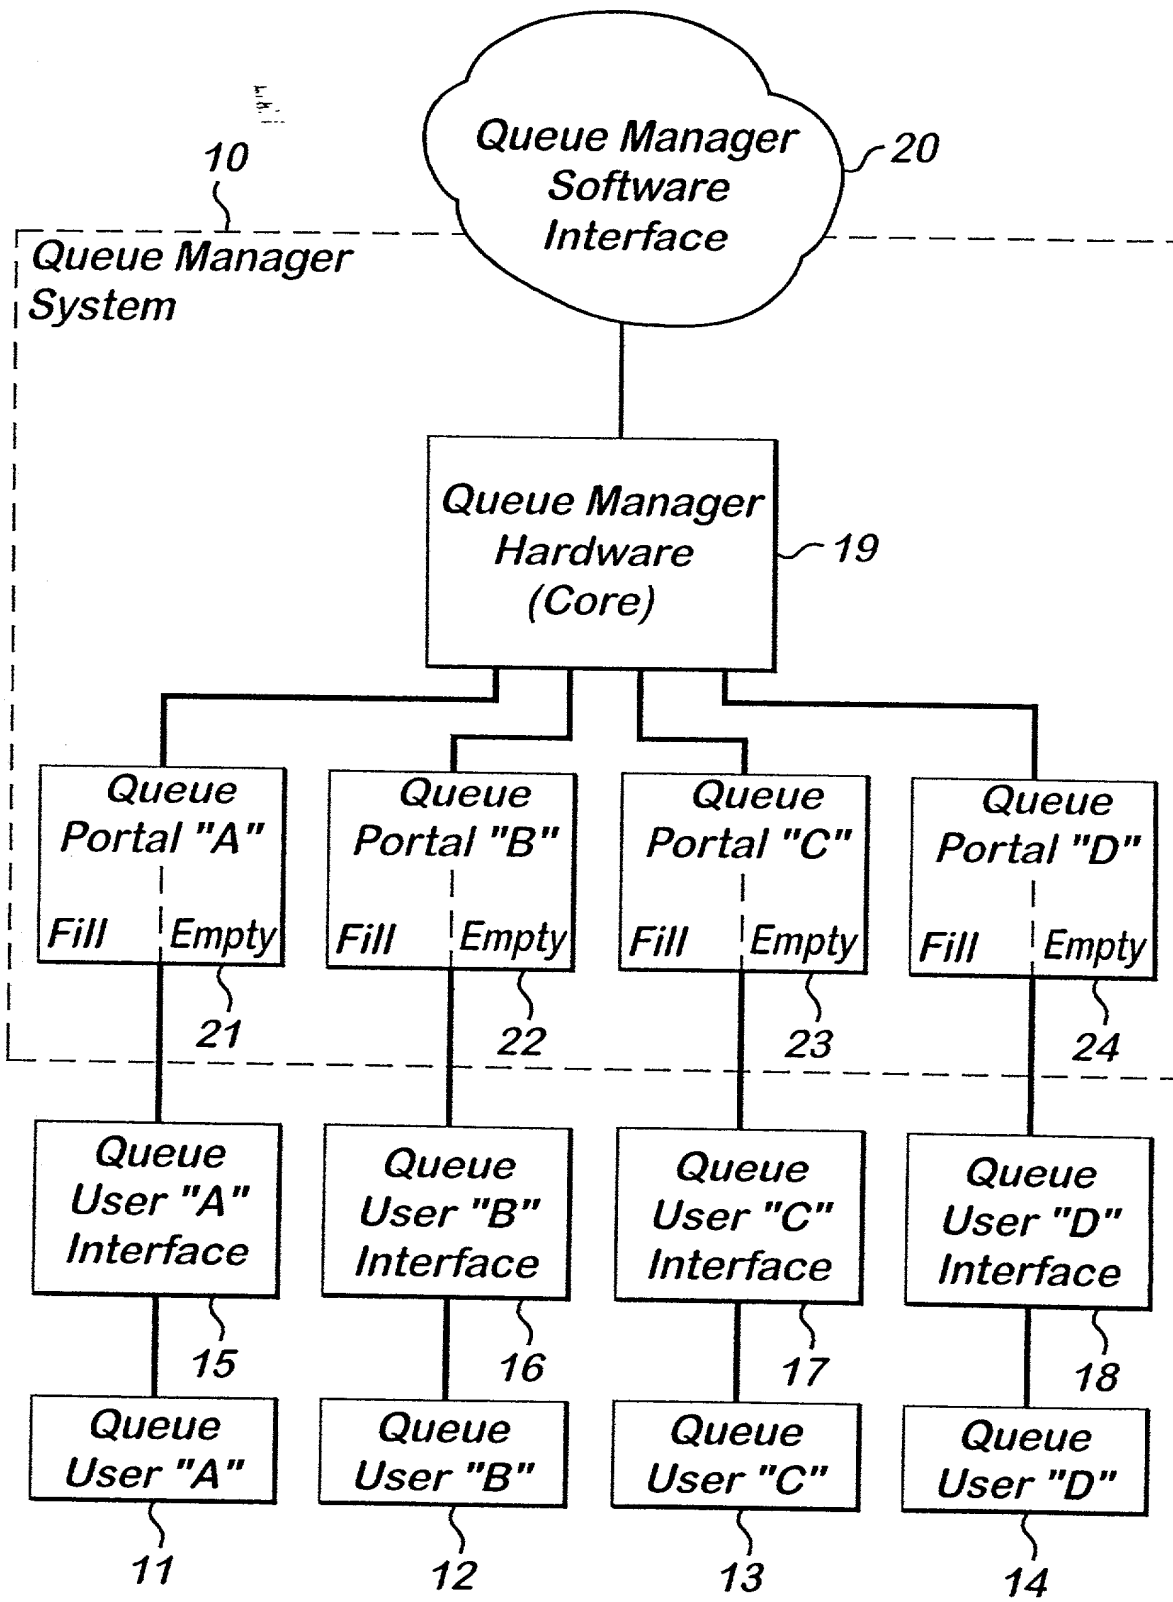 Queue Manager
Software
Interface
20
10
Queue Manager
System
Queue Manager
Hardware
(Core)
19
Queue
Portal "A"
Fill
Empty
21
Queue
Portal "B"
Fill
Empty
22
Queue
Portal "C"
Fill
Empty
23
Queue
Portal "D"
Fill
Empty
24
Queue
User "A"
Interface
15
Queue
User "B"
Interface
16
Queue
User "C"
Interface
17
Queue
User "D"
Interface
18
Queue
User "A"
11
Queue
User "B"
12
Queue
User "C"
13
Queue
User "D"
14